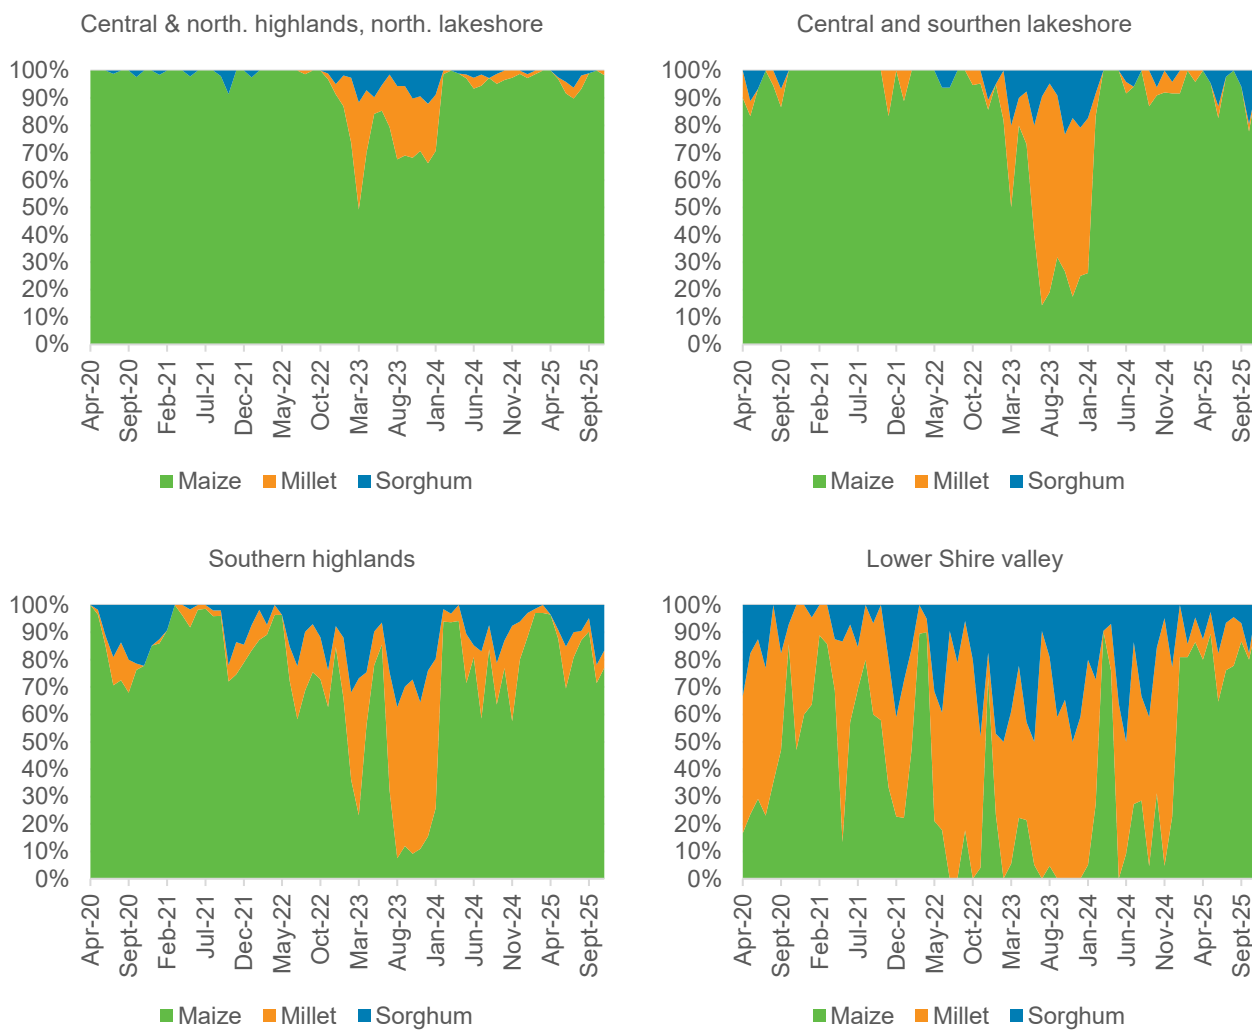 Central & north. highlands, north. lakeshore
100%
90%
80%
70%
60%
50%
40%
30%
20%
10%
0%
Apr-20
Sept-20
Feb-21
Jul-21
Dec-21
May-22
Oct-22
Mar-23
Aug-23
Jan-24
Jun-24
Nov-24
Apr-25
Sept-25
Maize Millet Sorghum
Central and sourthen lakeshore
100%
90%
80%
70%
60%
50%
40%
30%
20%
10%
0%
Apr-20
Sept-20
Feb-21
Jul-21
Dec-21
May-22
Oct-22
Mar-23
Aug-23
Jan-24
Jun-24
Nov-24
Apr-25
Sept-25
Maize Millet Sorghum
Southern highlands
100%
90%
80%
70%
60%
50%
40%
30%
20%
10%
0%
Apr-20
Sept-20
Feb-21
Jul-21
Dec-21
May-22
Oct-22
Mar-23
Aug-23
Jan-24
Jun-24
Nov-24
Apr-25
Sept-25
Maize Millet Sorghum
Lower Shire valley
100%
90%
80%
70%
60%
50%
40%
30%
20%
10%
0%
Apr-20
Sept-20
Feb-21
Jul-21
Dec-21
May-22
Oct-22
Mar-23
Aug-23
Jan-24
Jun-24
Nov-24
Apr-25
Sept-25
Maize Millet Sorghum